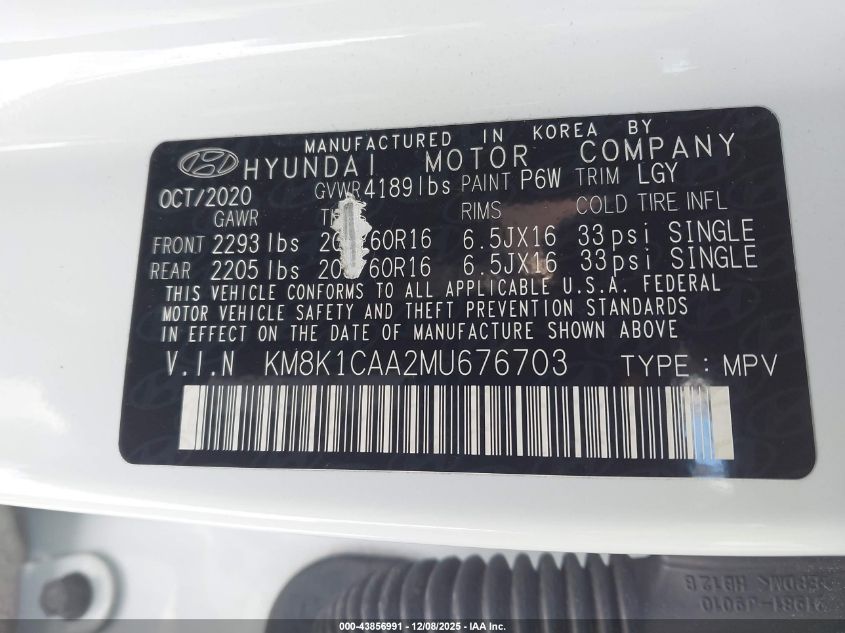 MANUFACTURED IN KOREA BY
HYUNDAI MOTOR COMPANY
OCT/2020 GVWR 4189 lbs PAINT P6W TRIM LGY
GAWR RIMS COLD TIRE INFL
FRONT 2293 lbs 60R16 6.5JX16 33 psi SINGLE
REAR 2205 lbs 60R16 6.5JX16 33 psi SINGLE
THIS VEHICLE CONFORMS TO ALL APPLICABLE U.S.A. FEDERAL
MOTOR VEHICLE SAFETY AND THEFT PREVENTION STANDARDS
IN EFFECT ON THE DATE OF MANUFACTURE SHOWN ABOVE
V.I.N KM8K1CAA2MU676703 TYPE : MPV
000-43856991 - 12/08/2025 - IAA Inc.